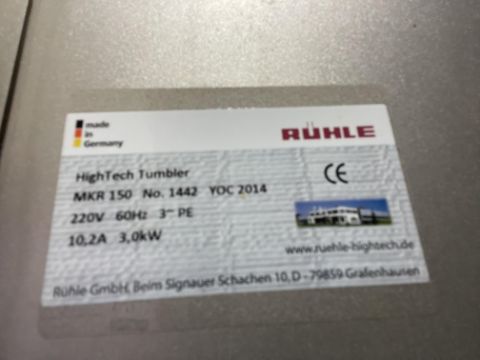 made
in
Germany
RÜHLE
HighTech Tumbler
MKR 150 No. 1442 YOC 2014
220V 60Hz 3~ PE
10,2A 3,0kW
CE
www.ruehle-hightech.de
Rühle GmbH, Beim Signauer Schachen 10, D - 79859 Grafenhausen